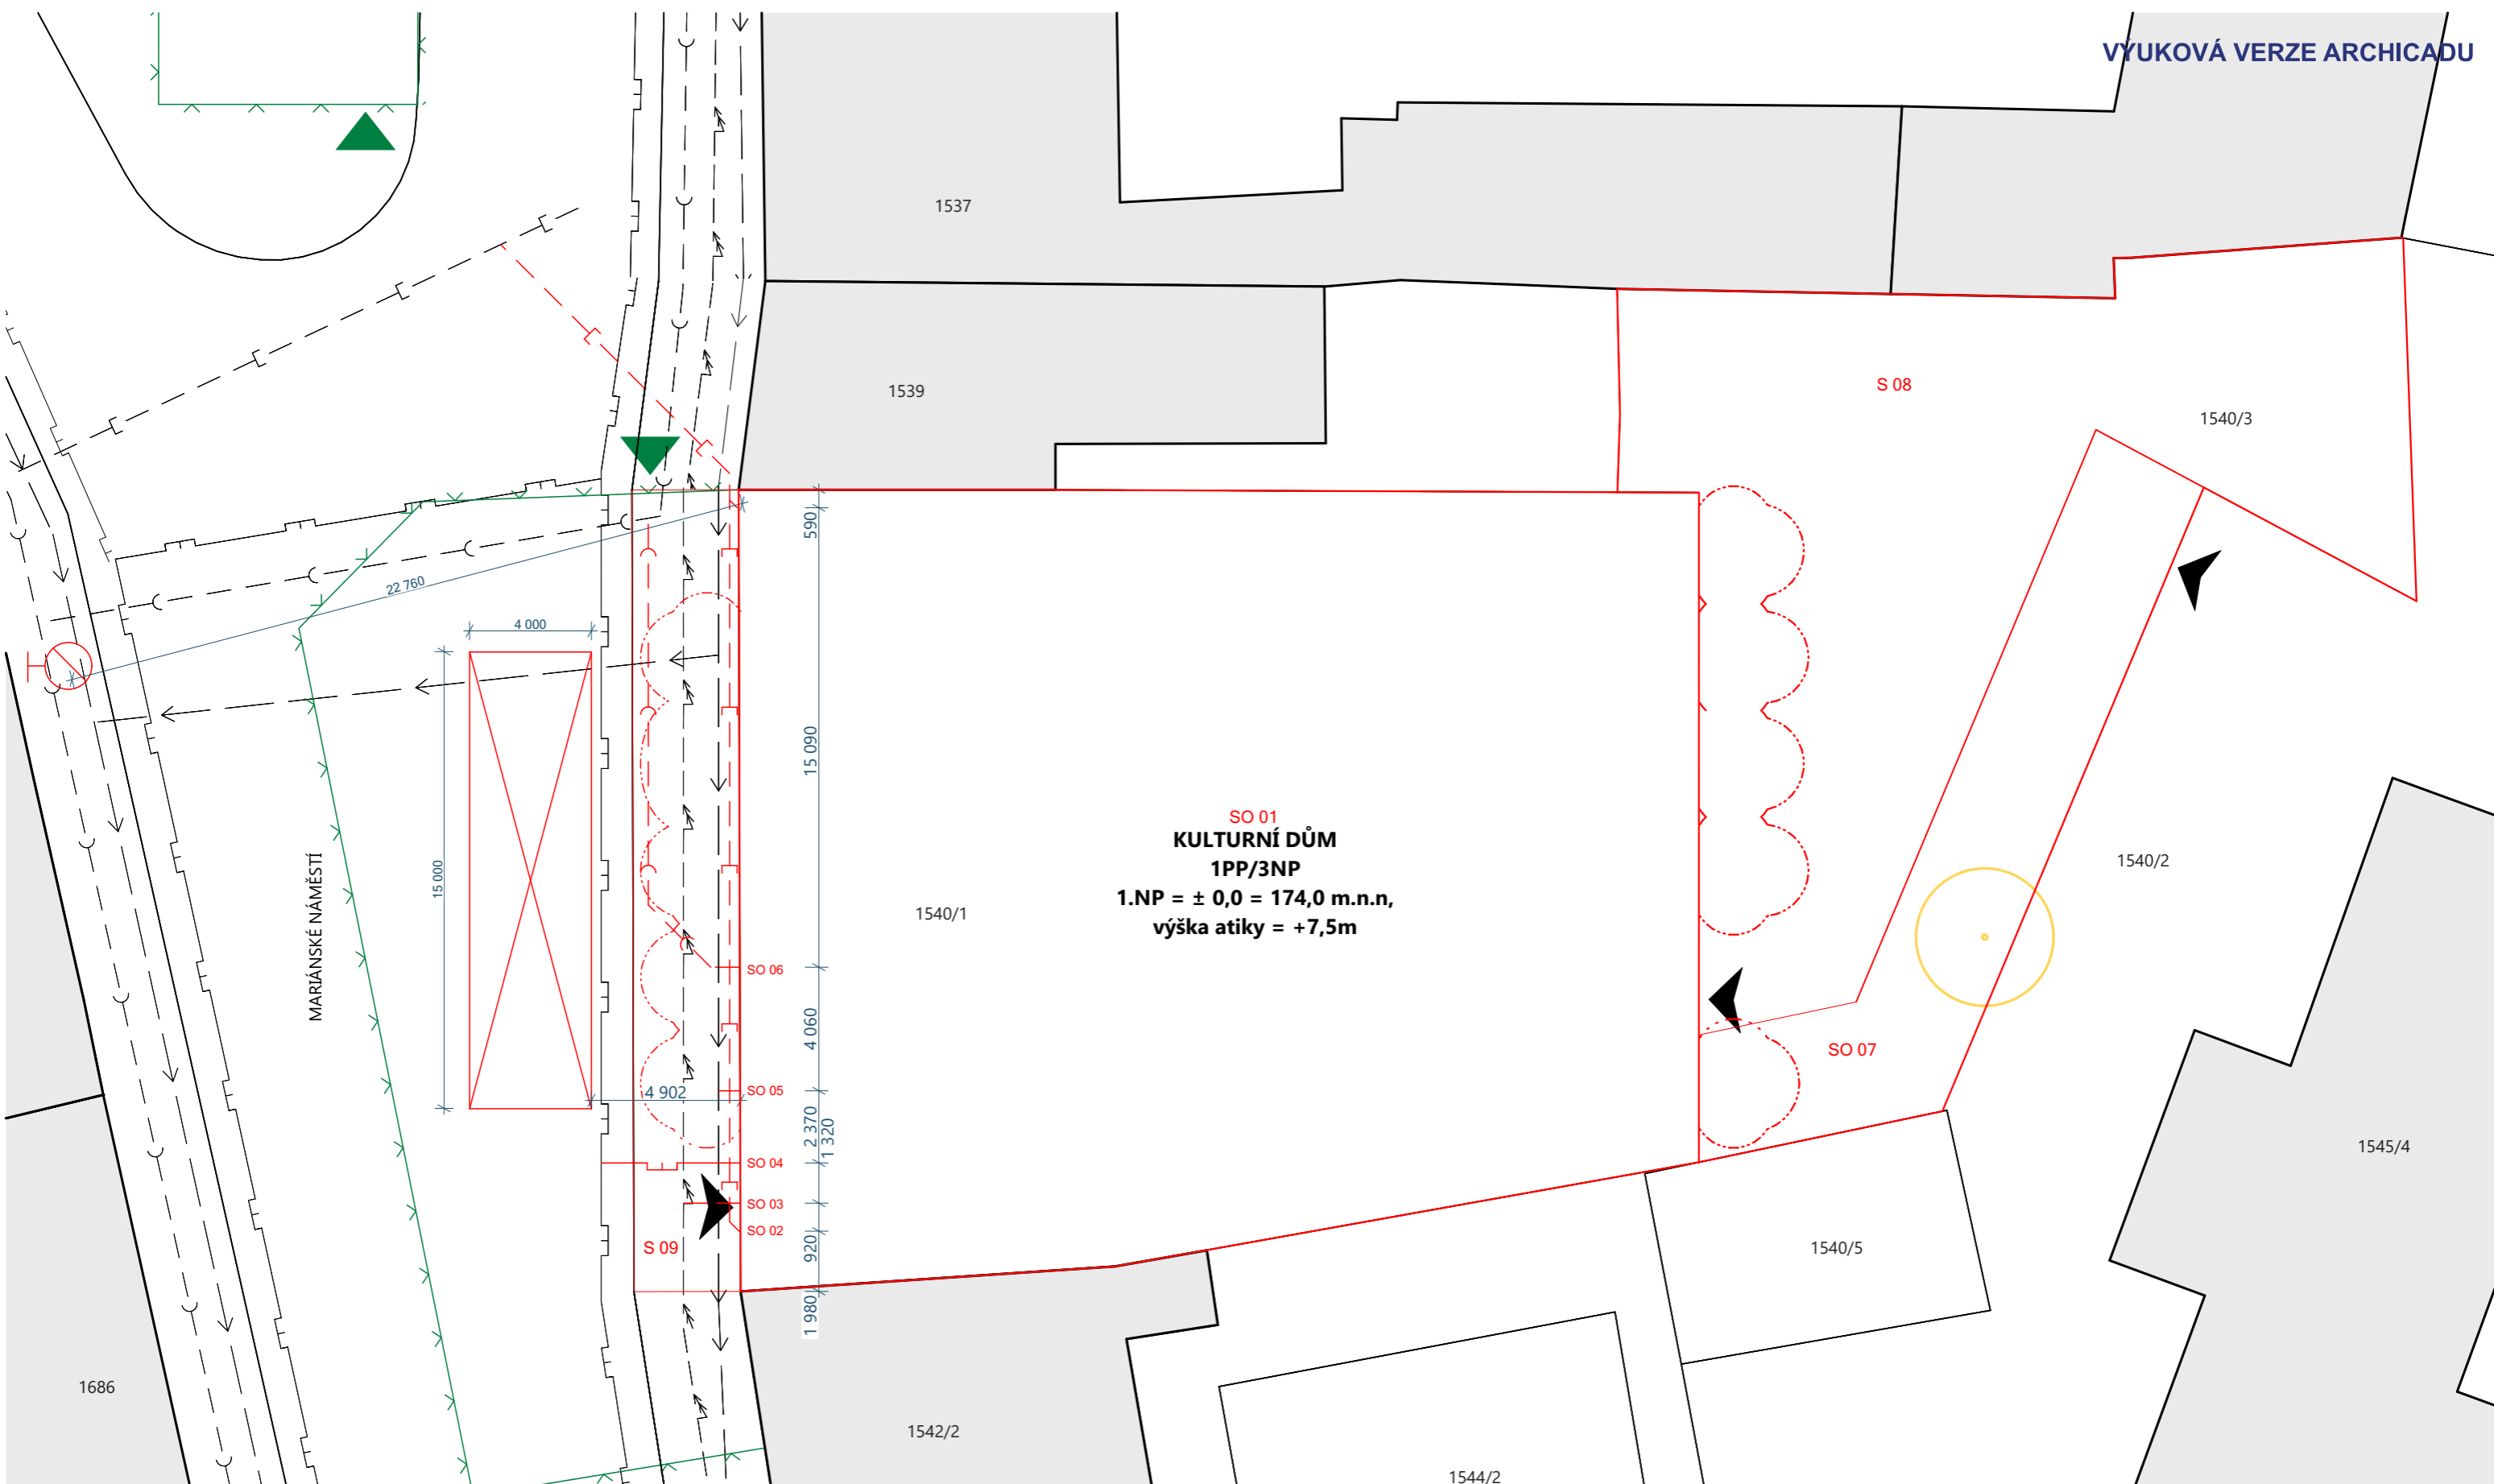 VÝUKOVÁ VERZE ARCHICADU
1537
1539
S 08
1540/3
590
22 760
4 000
15 090
15 000
MARIÁNSKÉ NÁMĚSTÍ
SO 01
KULTURNÍ DŮM
1PP/3NP
1.NP = ± 0,0 = 174,0 m.n.n,
výška atiky = +7,5m
1540/1
1540/2
SO 06
4 060
SO 07
SO 05
4 902
2 370
1 320
1545/4
SO 04
SO 03
SO 02
S 09
920
1540/5
1 980
1686
1542/2
1544/2